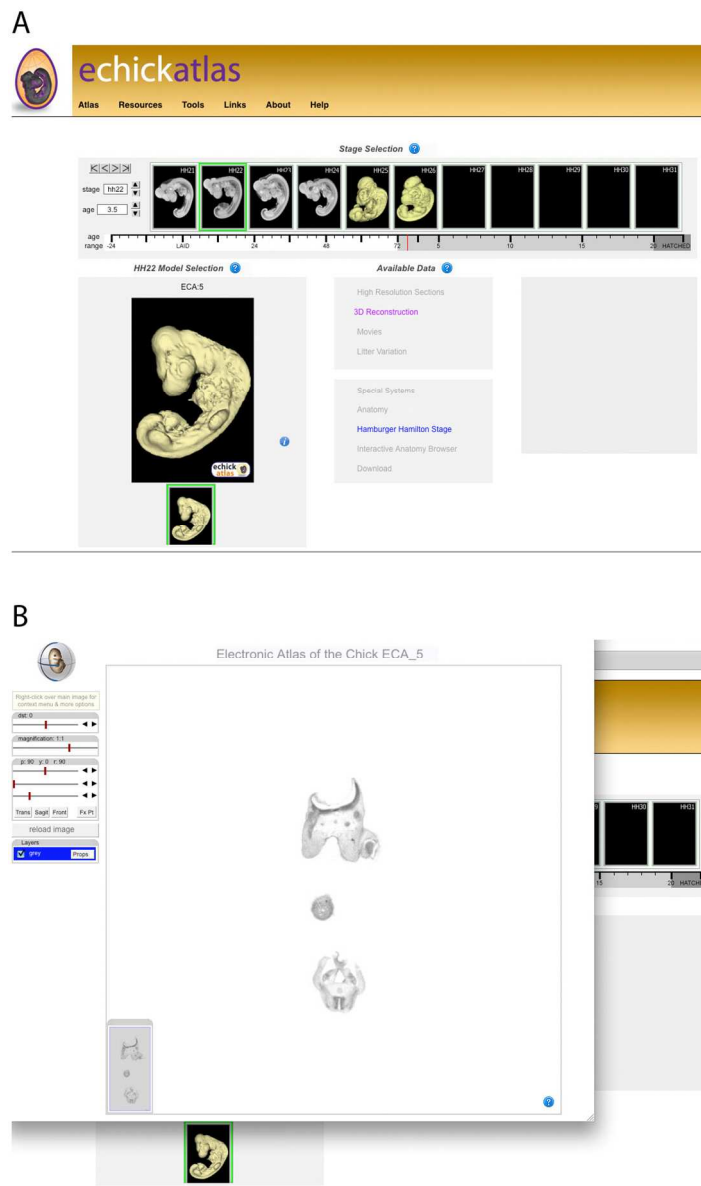 A
echickatlas
Atlas Resources Tools Links About Help
Stage Selection ?
HH21 HH22 HH23 HH24 HH25 HH26 HH27 HH28 HH29 HH30 HH31
stage hh22
age 3.5
age
range -24 LAID 24 48 72 5 10 15 20 HATCHED
HH22 Model Selection ? Available Data ?
ECA:5
High Resolution Sections
3D Reconstruction
Movies
Litter Variation
Special Systems
Anatomy
Hamburger Hamilton Stage
Interactive Anatomy Browser
Download
i
echick
atlas
B
Electronic Atlas of the Chick ECA_5
Right-click over main image for
context menu & more options
dst: 0
magnification: 1:1
p: 90 y: 0 r: 90
Trans Sagit Front Fx Pt
reload image
Layers
grey Props
HH30 HH31
15 20 HATCH
?